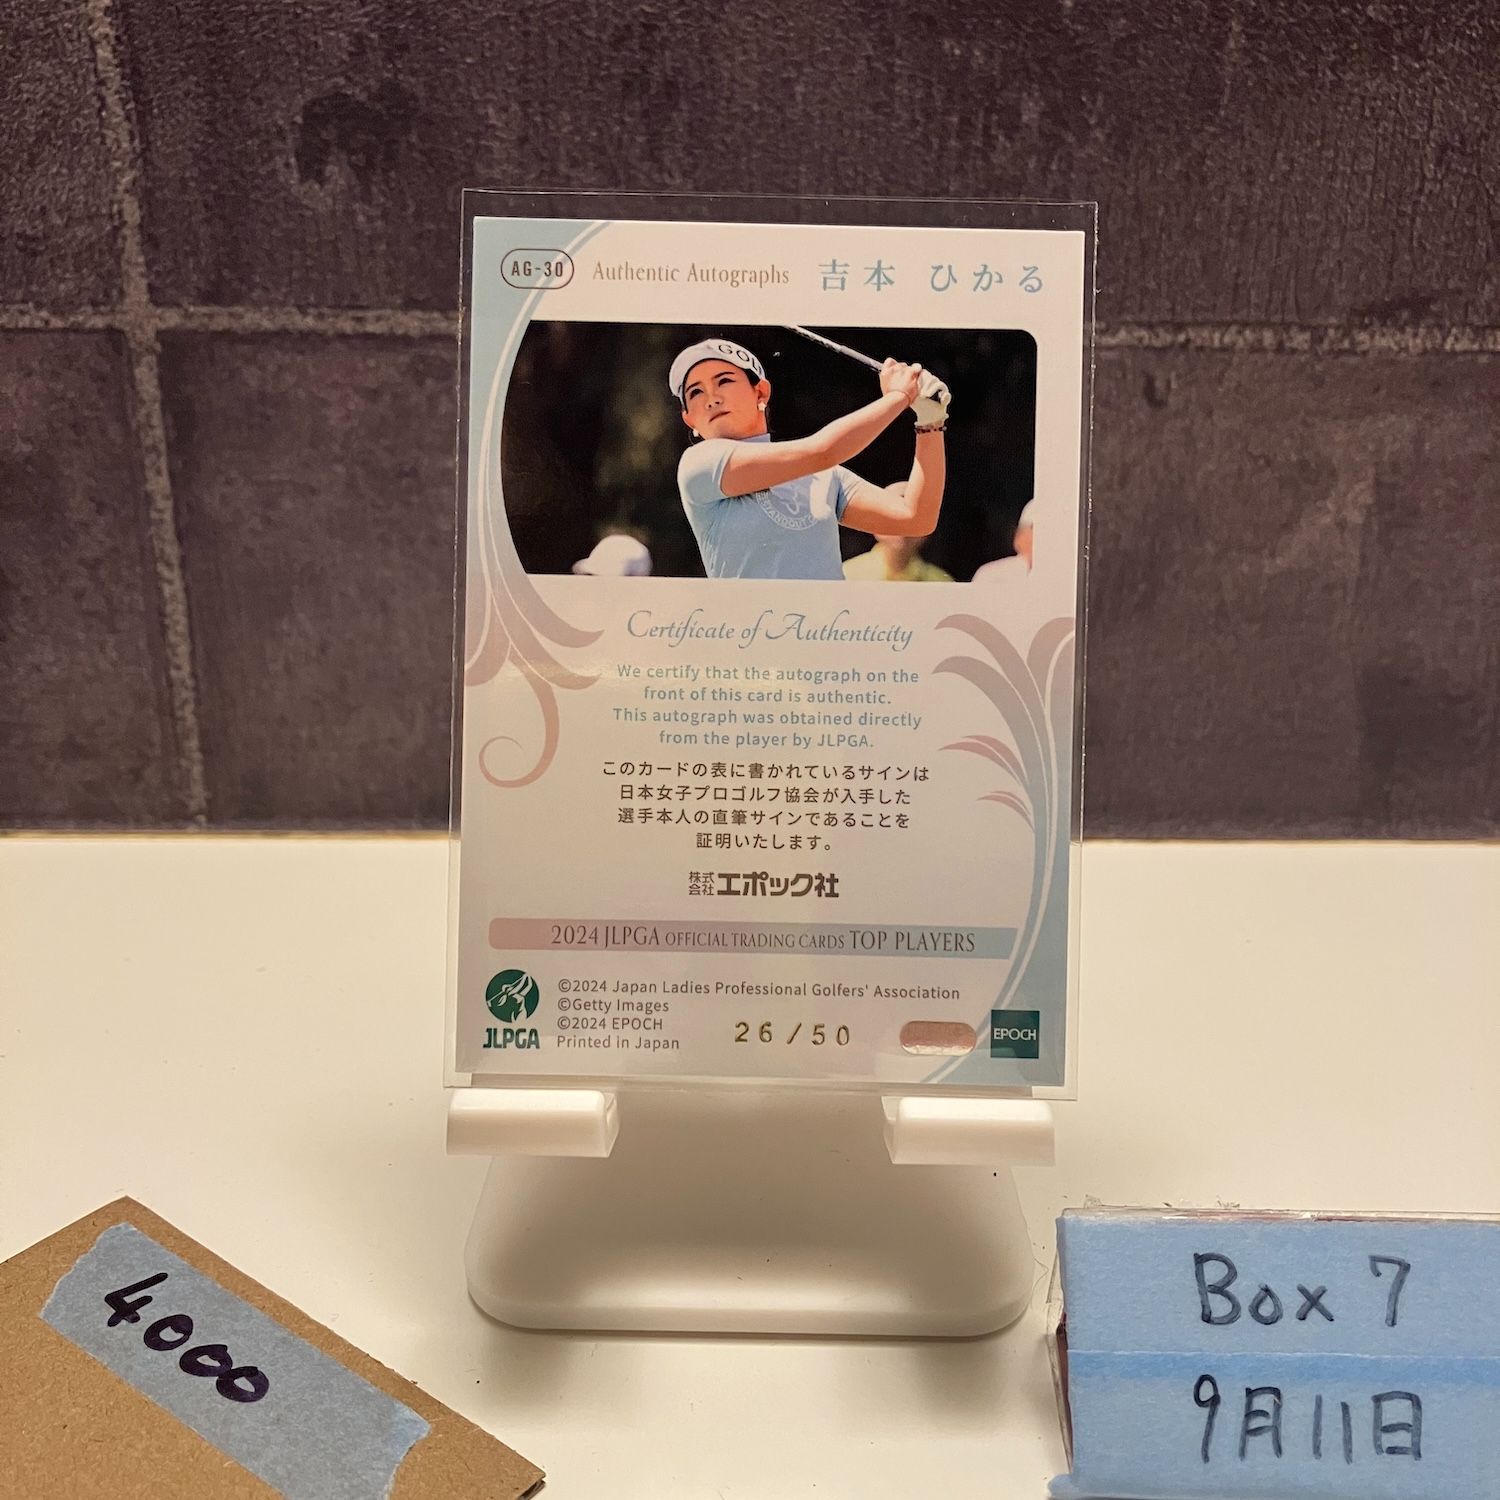 AG-30 Authentic Autographs 吉本 ひかる
GOL
STANDOUT
Certificate of Authenticity
We certify that the autograph on the
front of this card is authentic.
This autograph was obtained directly
from the player by JLPGA.
このカードの表に書かれているサインは
日本女子プロゴルフ協会が入手した
選手本人の直筆サインであることを
証明いたします。
株式会社エポック社
2024 JLPGA OFFICIAL TRADING CARDS TOP PLAYERS
©2024 Japan Ladies Professional Golfers' Association
©Getty Images
©2024 EPOCH
Printed in Japan
JLPGA
26/50
EPOCH
4000
Box 7
9月11日